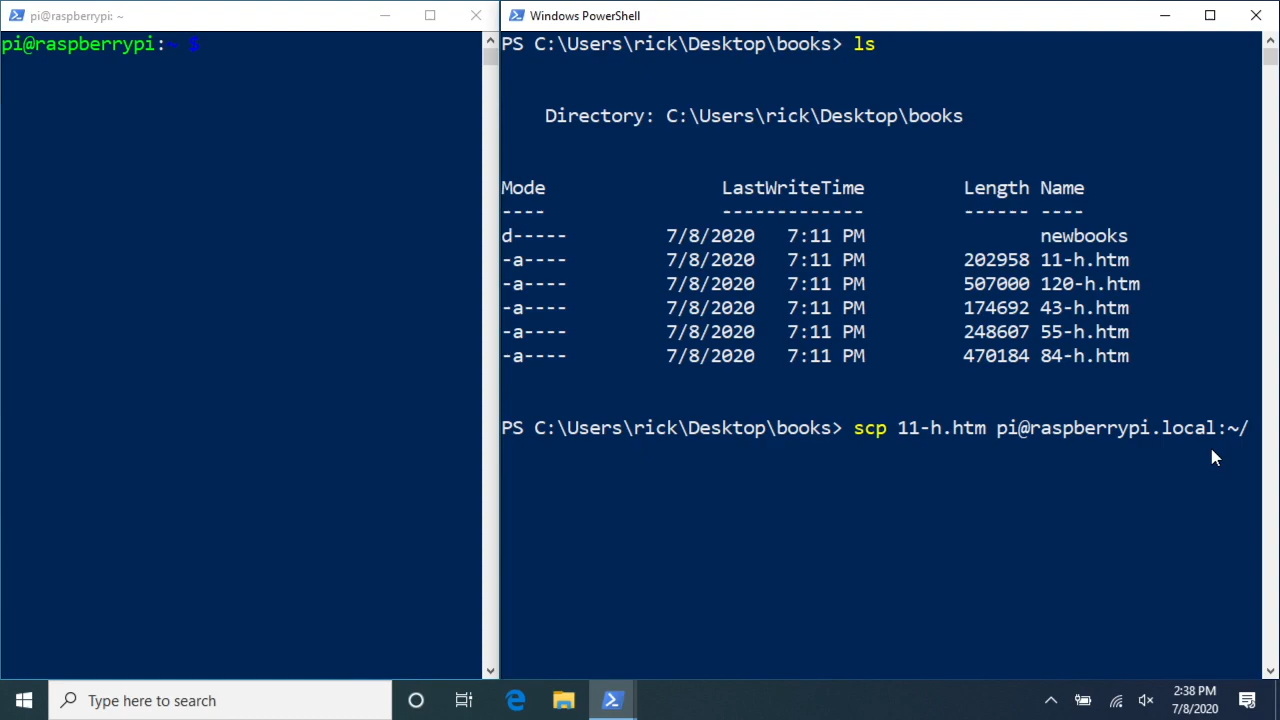 pi@raspberrypi: ~
pi@raspberrypi:~ $
Windows PowerShell
PS C:\Users\rick\Desktop\books> ls
Directory: C:\Users\rick\Desktop\books
Mode LastWriteTime Length Name
---- ------------- ------ ----
d----- 7/8/2020 7:11 PM newbooks
-a---- 7/8/2020 7:11 PM 202958 11-h.htm
-a---- 7/8/2020 7:11 PM 507000 120-h.htm
-a---- 7/8/2020 7:11 PM 174692 43-h.htm
-a---- 7/8/2020 7:11 PM 248607 55-h.htm
-a---- 7/8/2020 7:11 PM 470184 84-h.htm
PS C:\Users\rick\Desktop\books> scp 11-h.htm pi@raspberrypi.local:~/
Type here to search
2:38 PM
7/8/2020